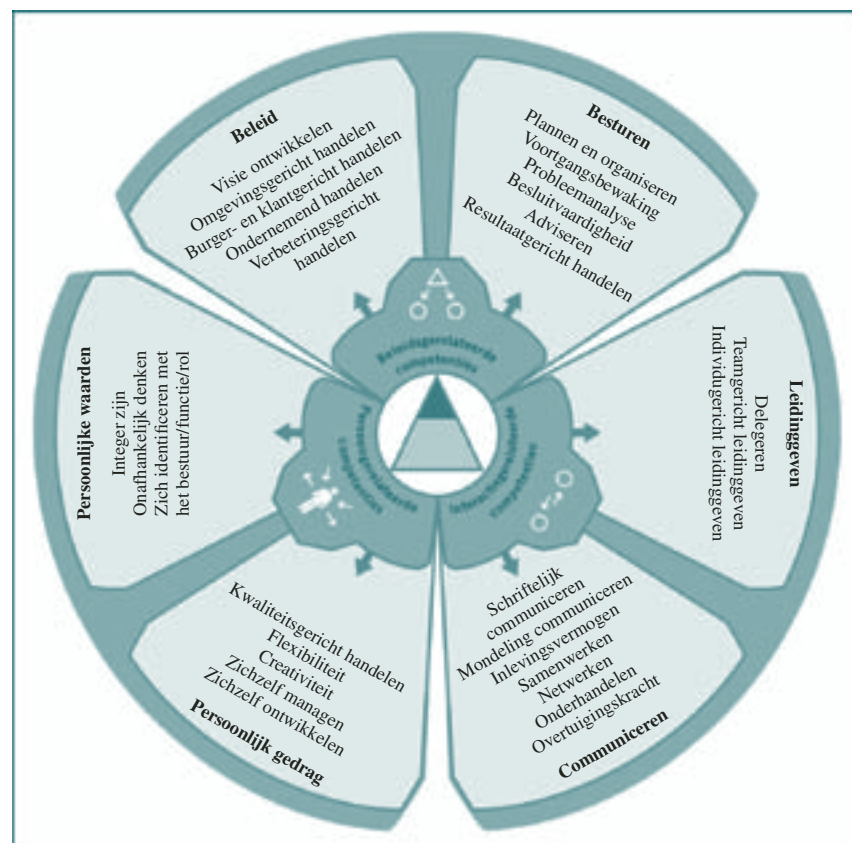 Beleid
Visie ontwikkelen
Omgevingsgericht handelen
Burger- en klantgericht handelen
Ondernemend handelen
Verbeteringsgericht
handelen
Besturen
Plannen en organiseren
Voortgangsbewaking
Probleemanalyse
Besluitvaardigheid
Adviseren
Resultaatgericht handelen
Leidinggeven
Delegeren
Teamgericht leidinggeven
Individugericht leidinggeven
Schriftelijk
communiceren
Mondeling communiceren
Inlevingsvermogen
Samenwerken
Netwerken
Onderhandelen
Overtuigingskracht
Communiceren
Kwaliteitsgericht handelen
Flexibiliteit
Creativiteit
Zichzelf managen
Zichzelf ontwikkelen
Persoonlijk gedrag
Persoonlijke waarden
Integer zijn
Onafhankelijk denken
Zich identificeren met
het bestuur/functie/rol
Beleidsgerelateerde
competenties
Persoonsgerelateerde
competenties
competenties